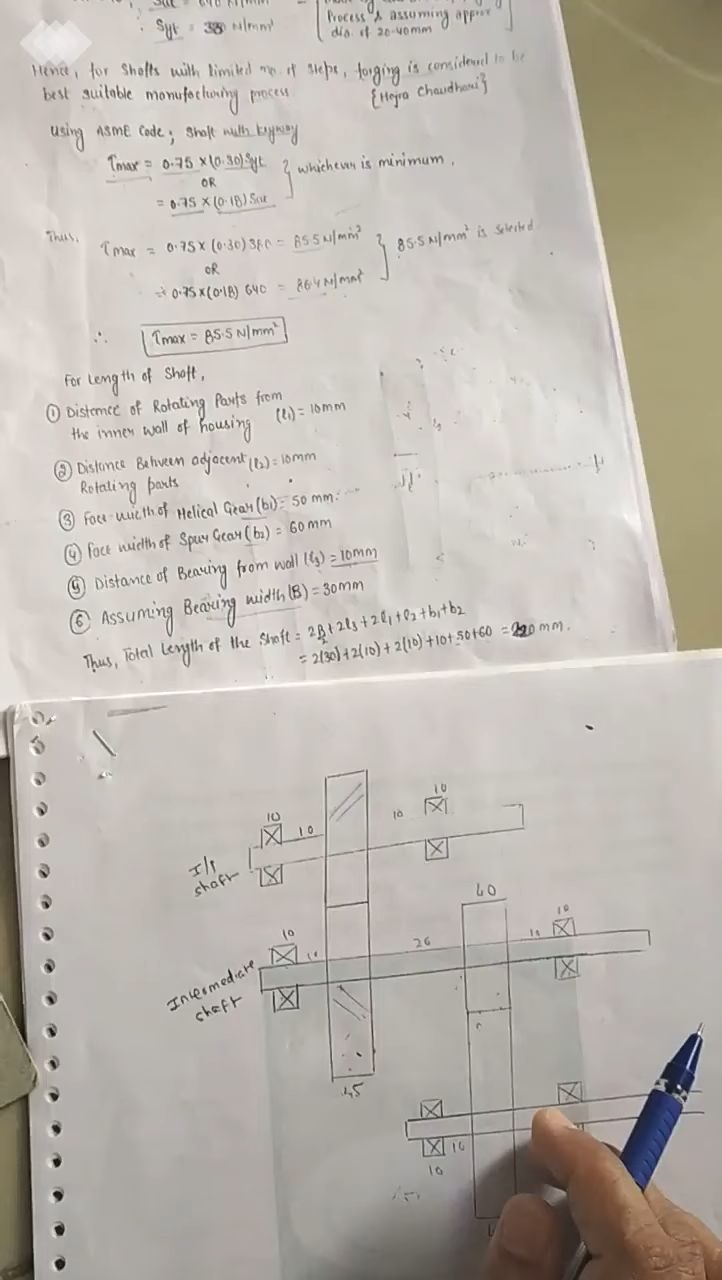 Syt = 380 N/mm²
Process & assuming approx
dia. of 20-40mm
Hence, for Shafts with limited no. of steps, forging is considered to be
best suitable manufacturing process {Hajra Chaudhari}
using ASME Code; Shaft with keyway
τmax = 0.75 × (0.30) Syt
OR
= 0.75 × (0.18) Sut
} whichever is minimum.
Thus, τmax = 0.75 × (0.30) 380 = 85.5 N/mm²
OR
= 0.75 × (0.18) 640 = 86.4 N/mm²
} 85.5 N/mm² is selected
∴ τmax = 85.5 N/mm²
For Length of Shaft,
① Distance of Rotating Parts from
the inner wall of housing (l1) = 10mm
② Distance Between adjacent (l2) = 10mm
Rotating parts
③ Face width of Helical Gear (b1) = 50 mm
④ Face width of Spur Gear (b2) = 60mm
⑤ Distance of Bearing from wall (l3) = 10mm
⑥ Assuming Bearing width (B) = 30mm
Thus, Total Length of the Shaft = 2B + 2l3 + 2l1 + l2 + b1 + b2
= 2(30) + 2(10) + 2(10) + 10 + 50 + 60 = 220 mm.
10
10
10
10
I/p
shaft
40
10
10
10
26
Intermediate
shaft
45
10
10